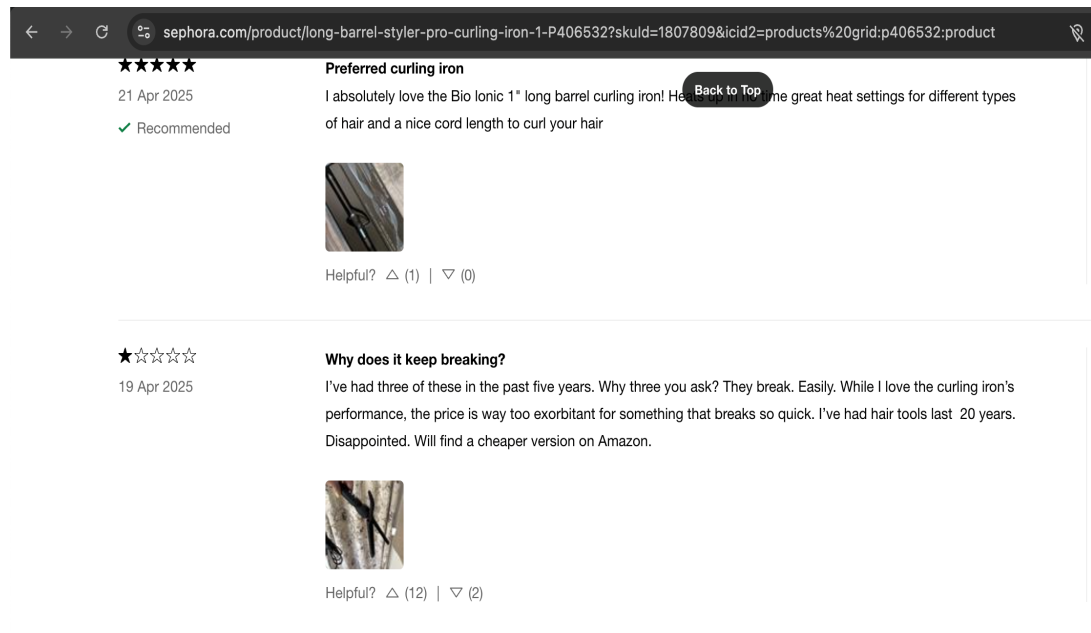 sephora.com/product/long-barrel-styler-pro-curling-iron-1-P406532?skuId=1807809&icid2=products%20grid:p406532:product
Preferred curling iron
21 Apr 2025
I absolutely love the Bio Ionic 1" long barrel curling iron! Heats up in no time great heat settings for different types
Back to Top
of hair and a nice cord length to curl your hair
Recommended
Helpful? (1) | (0)
Why does it keep breaking?
19 Apr 2025
I've had three of these in the past five years. Why three you ask? They break. Easily. While I love the curling iron's
performance, the price is way too exorbitant for something that breaks so quick. I've had hair tools last  20 years.
Disappointed. Will find a cheaper version on Amazon.
Helpful? (12) | (2)